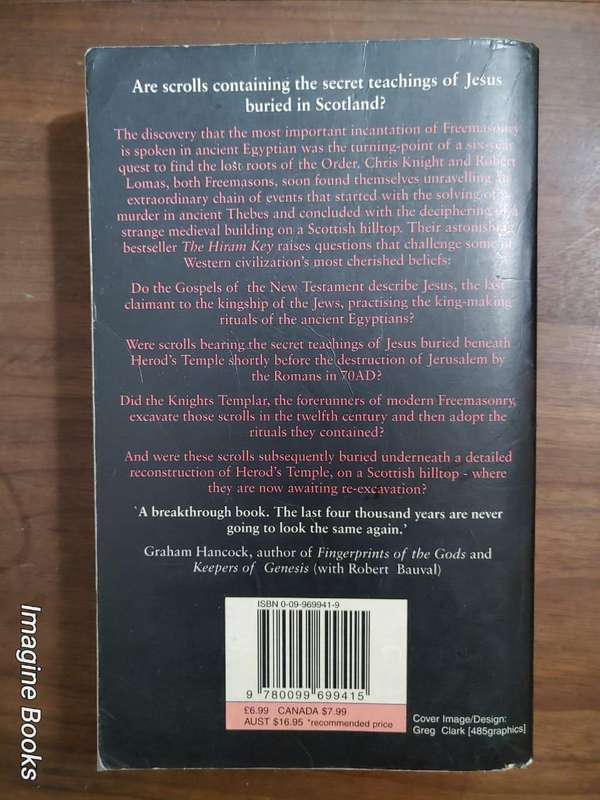 Are scrolls containing the secret teachings of Jesus
buried in Scotland?
The discovery that the most important incantation of Freemasonry
is spoken in ancient Egyptian was the turning-point of a six-year
quest to find the lost roots of the Order. Chris Knight and Robert
Lomas, both Freemasons, soon found themselves unravelling an
extraordinary chain of events that started with the solving of a
murder in ancient Thebes and concluded with the deciphering of a
strange medieval building on a Scottish hilltop. Their astonishing
bestseller The Hiram Key raises questions that challenge some of
Western civilization's most cherished beliefs:
Do the Gospels of the New Testament describe Jesus, the last
claimant to the kingship of the Jews, practising the king-making
rituals of the ancient Egyptians?
Were scrolls bearing the secret teachings of Jesus buried beneath
Herod's Temple shortly before the destruction of Jerusalem by
the Romans in 70AD?
Did the Knights Templar, the forerunners of modern Freemasonry,
excavate those scrolls in the twelfth century and then adopt the
rituals they contained?
And were these scrolls subsequently buried underneath a detailed
reconstruction of Herod's Temple, on a Scottish hilltop - where
they are now awaiting re-excavation?
'A breakthrough book. The last four thousand years are never
going to look the same again.'
Graham Hancock, author of Fingerprints of the Gods and
Keepers of Genesis (with Robert Bauval)
ISBN 0-09-969941-9
9 780099 699415
£6.99 CANADA $7.99
AUST $16.95 *recommended price
Cover Image/Design:
Greg Clark [485graphics]
Imagine Books